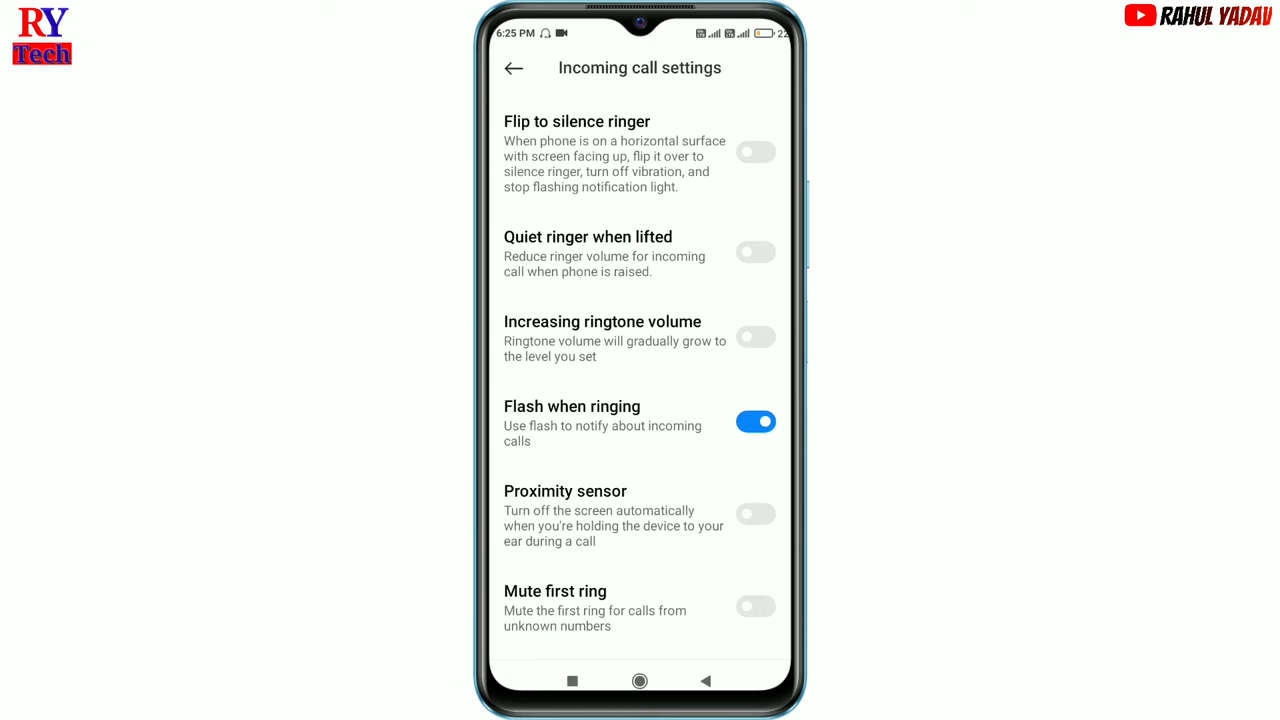 RY
Tech
RAHUL YADAV
6:25 PM
22
Incoming call settings
Flip to silence ringer
When phone is on a horizontal surface
with screen facing up, flip it over to
silence ringer, turn off vibration, and
stop flashing notification light.
Quiet ringer when lifted
Reduce ringer volume for incoming
call when phone is raised.
Increasing ringtone volume
Ringtone volume will gradually grow to
the level you set
Flash when ringing
Use flash to notify about incoming
calls
Proximity sensor
Turn off the screen automatically
when you're holding the device to your
ear during a call
Mute first ring
Mute the first ring for calls from
unknown numbers